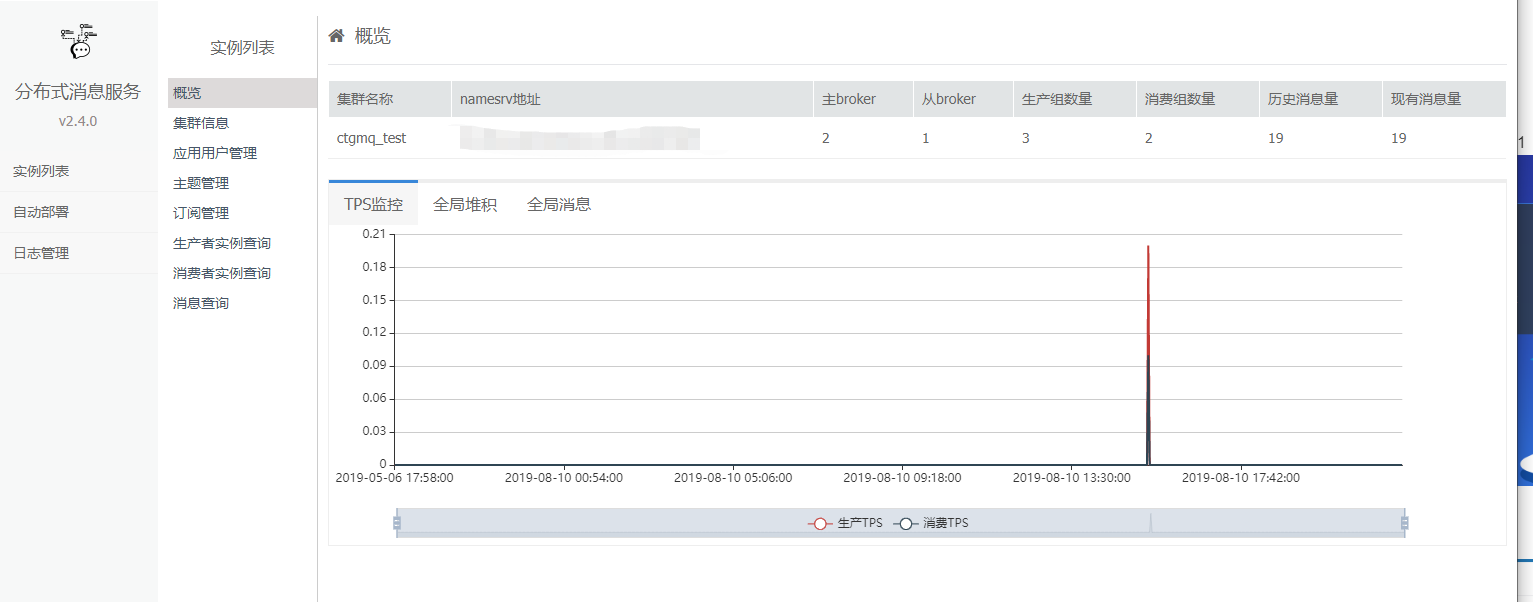 分布式消息服务
v2.4.0
实例列表
自动部署
日志管理
实例列表
概览
集群信息
应用用户管理
主题管理
订阅管理
生产者实例查询
消费者实例查询
消息查询
概览
集群名称 namesrv地址 主broker 从broker 生产组数量 消费组数量 历史消息量 现有消息量
ctgmq_test 2 1 3 2 19 19
TPS监控 全局堆积 全局消息
0.21
0.18
0.15
0.12
0.09
0.06
0.03
0
2019-05-06 17:58:00 2019-08-10 00:54:00 2019-08-10 05:06:00 2019-08-10 09:18:00 2019-08-10 13:30:00 2019-08-10 17:42:00
生产TPS 消费TPS
1